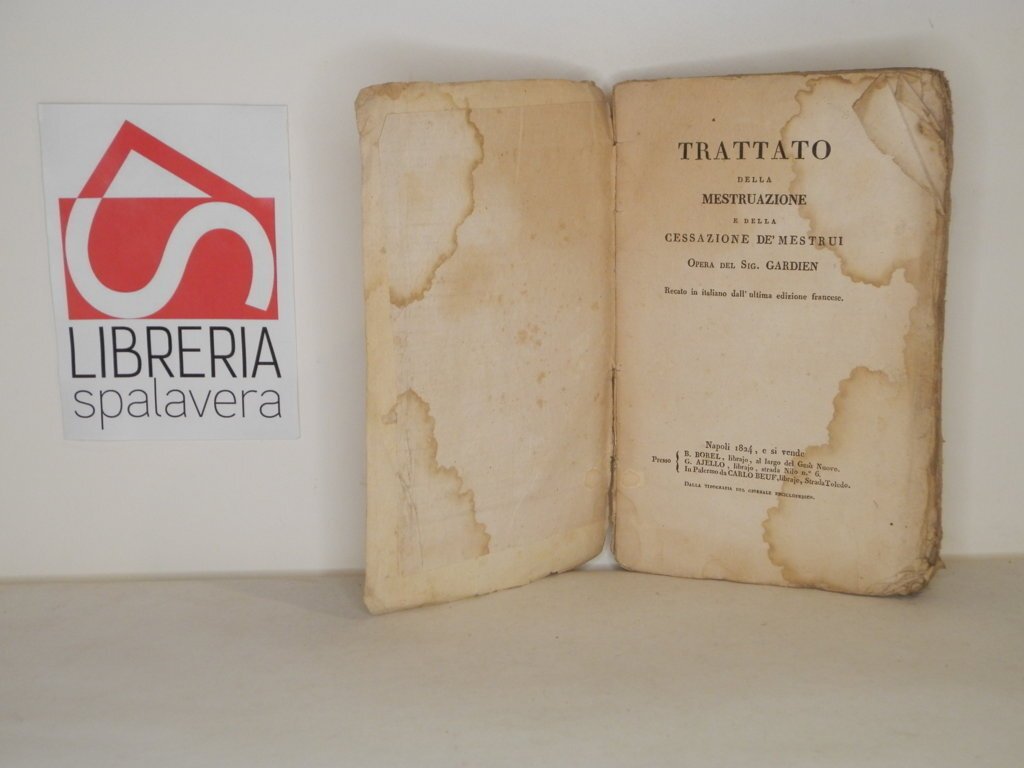 LIBRERIA
spalavera
TRATTATO
DELLA
MESTRUAZIONE
E DELLA
CESSAZIONE DE' MESTRUI
OPERA DEL SIG. GARDIEN
Recato in italiano dall' ultima edizione francese.
Napoli 1824, e si vende
Presso
B. BOREL, librajo, al largo del Gesù Nuovo.
G. AJELLO, librajo, strada Nilo n.° 6.
In Palermo da CARLO BEUF, librajo, Strada Toledo.
DALLA TIPOGRAFIA DEL GIORNALE ENCICLOPEDICO.